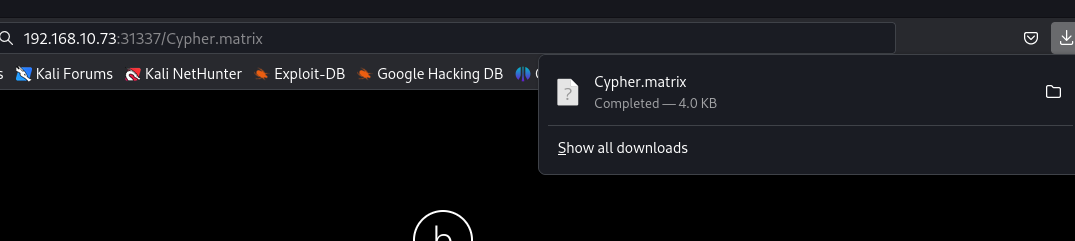 192.168.10.73:31337/Cypher.matrix
s Kali Forums Kali NetHunter Exploit-DB Google Hacking DB
Cypher.matrix
Completed — 4.0 KB
Show all downloads